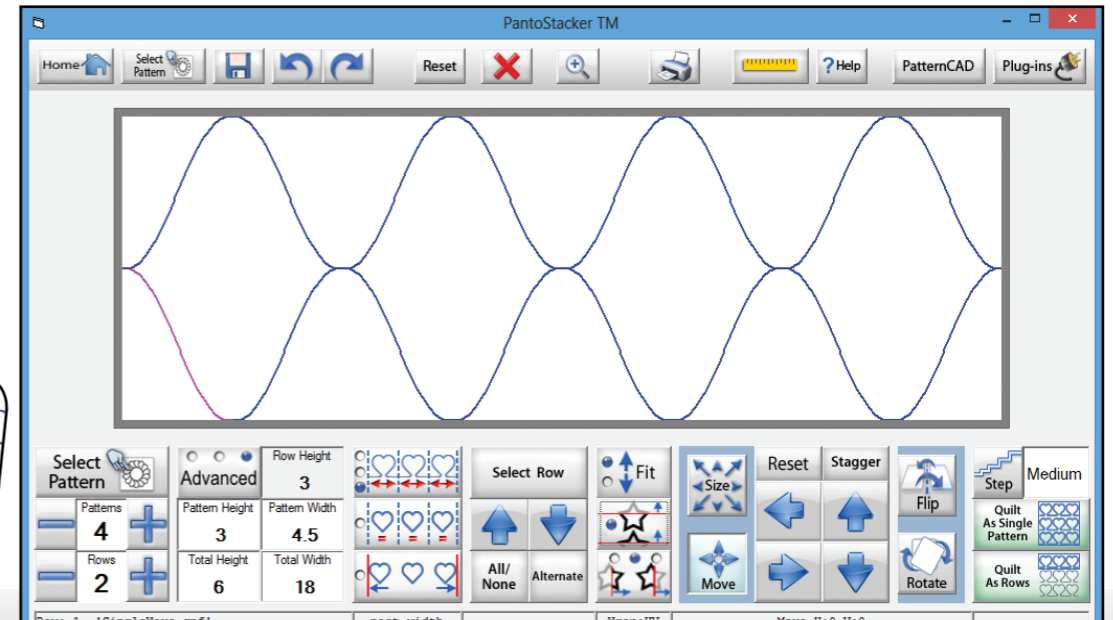 PantoStacker TM
Home
Select
Pattern
Reset
? Help
PatternCAD
Plug-ins
Select
Pattern
Advanced
Row Height
3
Patterns
4
Pattern Height
3
Pattern Width
4.5
Rows
2
Total Height
6
Total Width
18
Select Row
All/
None
Alternate
Fit
Size
Move
Reset
Stagger
Flip
Rotate
Step
Medium
Quilt
As Single
Pattern
Quilt
As Rows